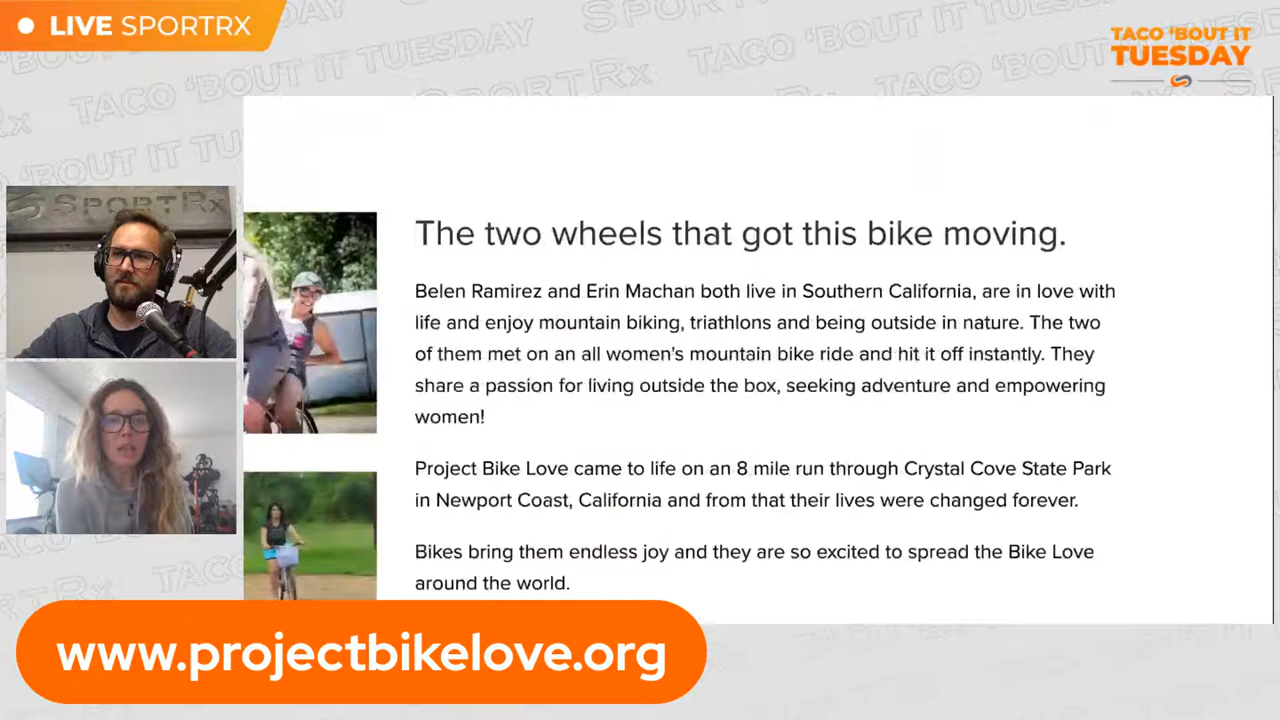 LIVE SPORTRX
TACO 'BOUT IT
TUESDAY
SPORTRx
The two wheels that got this bike moving.
Belen Ramirez and Erin Machan both live in Southern California, are in love with
life and enjoy mountain biking, triathlons and being outside in nature. The two
of them met on an all women's mountain bike ride and hit it off instantly. They
share a passion for living outside the box, seeking adventure and empowering
women!
Project Bike Love came to life on an 8 mile run through Crystal Cove State Park
in Newport Coast, California and from that their lives were changed forever.
Bikes bring them endless joy and they are so excited to spread the Bike Love
around the world.
www.projectbikelove.org